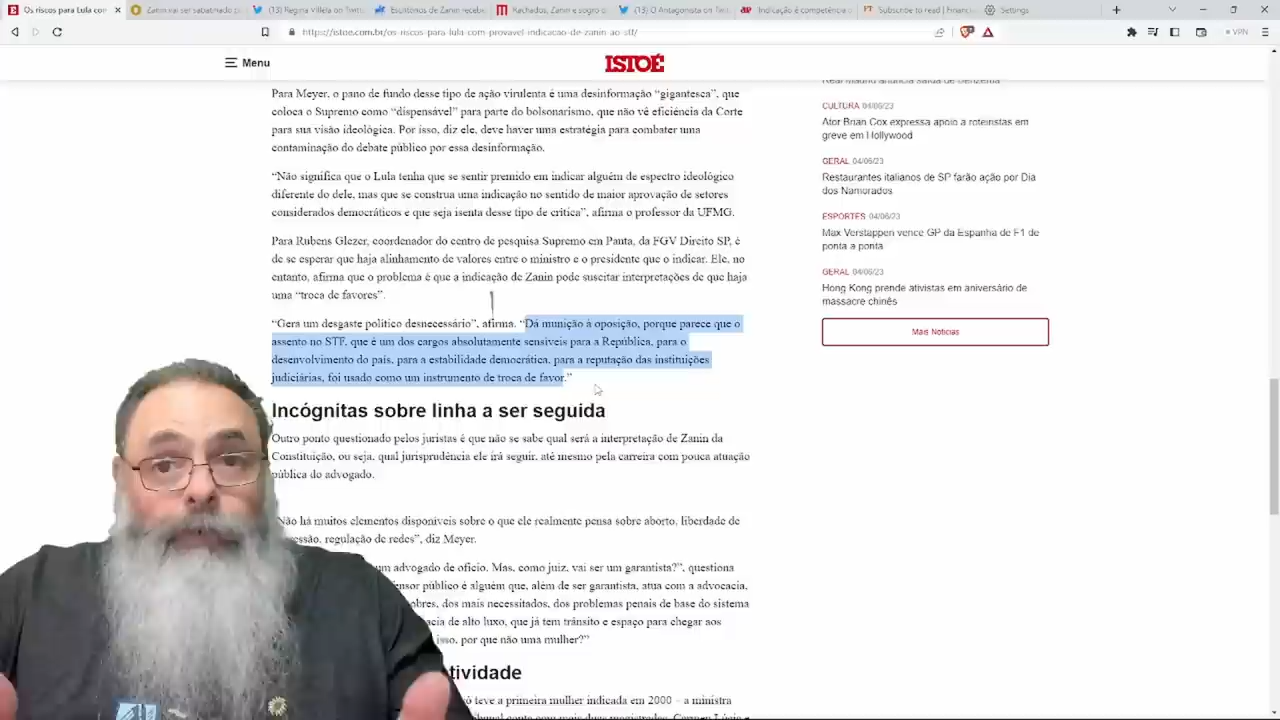 Os riscos para Lula con
Zanin vai ser sabatinado
(13) Regina Villela on Twitt
Escritórios de Zanin recebe
Machados, Zanin e sogro o
(13) O Antagonista on Twit
Indicação é competência
Subscribe to read | Financi
Settings
https://istoe.com.br/os-riscos-para-lula-com-provavel-indicacao-de-zanin-ao-stf/
VPN
Menu
ISTOÉ
Para Meyer, o pano de fundo desse tipo de ação virulenta é uma desinformação “gigantesca”, que
coloca o Supremo como “dispensável” para parte do bolsonarismo, que não vê eficiência da Corte
para sua visão ideológica. Por isso, diz ele, deve haver uma estratégia para combater uma
contaminação do debate público por essa desinformação.
“Não significa que o Lula tenha que se sentir premido em indicar alguém de espectro ideológico
diferente do dele, mas que se construa uma indicação no sentido de maior aprovação de setores
considerados democráticos e que seja isenta desse tipo de crítica”, afirma o professor da UFMG.
Para Rubens Glezer, coordenador do centro de pesquisa Supremo em Pauta, da FGV Direito SP, é
de se esperar que haja alinhamento de valores entre o ministro e o presidente que o indicar. Ele, no
entanto, afirma que o problema é que a indicação de Zanin pode suscitar interpretações de que haja
uma “troca de favores”.
“Gera um desgaste político desnecessário”, afirma. “Dá munição à oposição, porque parece que o
assento no STF, que é um dos cargos absolutamente sensíveis para a República, para o
desenvolvimento do país, para a estabilidade democrática, para a reputação das instituições
judiciárias, foi usado como um instrumento de troca de favor.”
Incógnitas sobre linha a ser seguida
Outro ponto questionado pelos juristas é que não se sabe qual será a interpretação de Zanin da
Constituição, ou seja, qual jurisprudência ele irá seguir, até mesmo pela carreira com pouca atuação
pública do advogado.
Não há muitos elementos disponíveis sobre o que ele realmente pensa sobre aborto, liberdade de
essão, regulação de redes”, diz Meyer.
um advogado de ofício. Mas, como juiz, vai ser um garantista?”, questiona
nsor público é alguém que, além de ser garantista, atua com a advocacia,
obres, dos mais necessitados, dos problemas penais de base do sistema
cia de alto luxo, que já tem trânsito e espaço para chegar aos
isso, por que não uma mulher?”
tividade
ó teve a primeira mulher indicada em 2000 – a ministra
Real Madrid anuncia saída de Benzema
CULTURA 04/06/23
Ator Brian Cox expressa apoio a roteiristas em
greve em Hollywood
GERAL 04/06/23
Restaurantes italianos de SP farão ação por Dia
dos Namorados
ESPORTES 04/06/23
Max Verstappen vence GP da Espanha de F1 de
ponta a ponta
GERAL 04/06/23
Hong Kong prende ativistas em aniversário de
massacre chinês
Mais Notícias